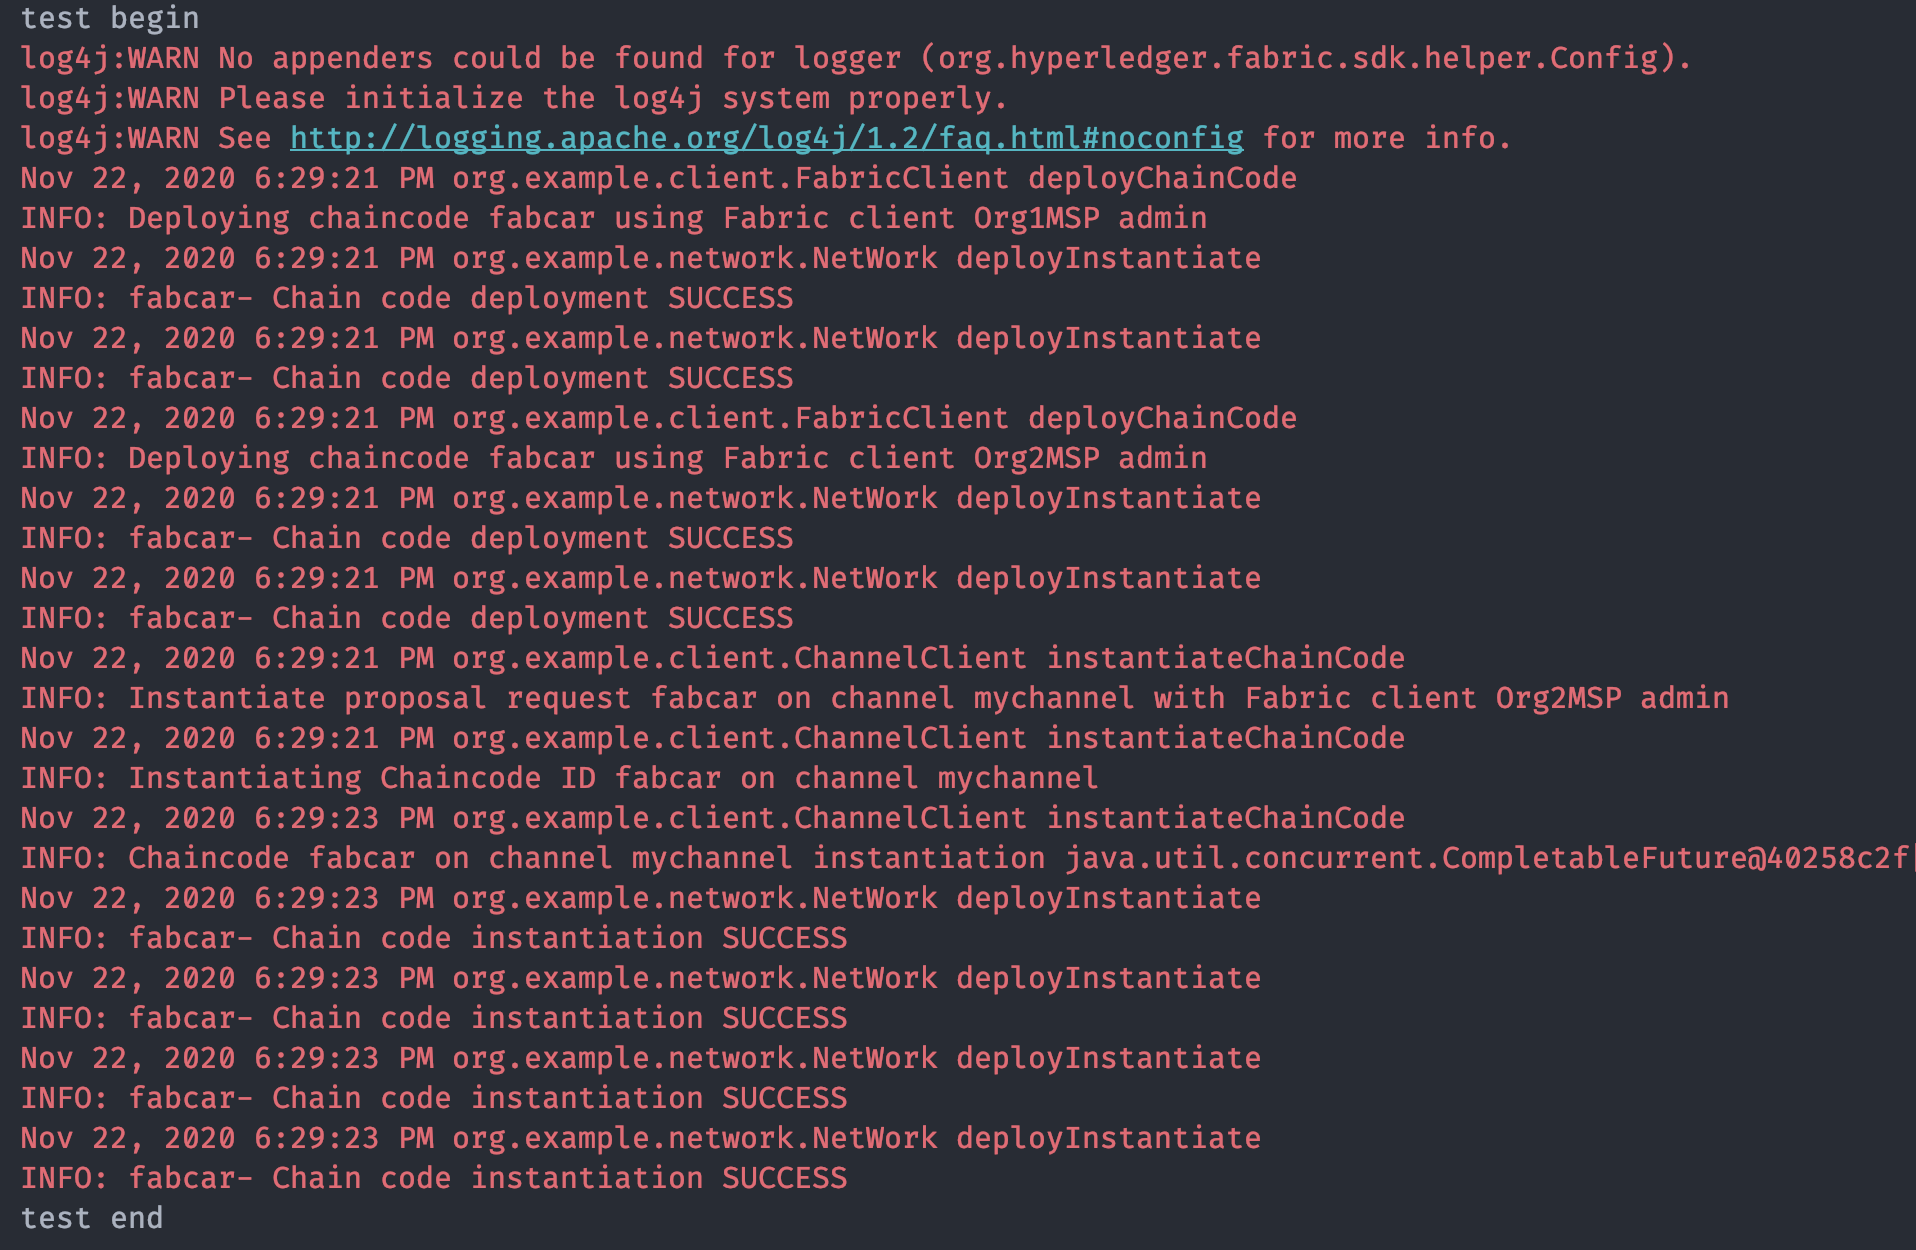 test begin
log4j:WARN No appenders could be found for logger (org.hyperledger.fabric.sdk.helper.Config).
log4j:WARN Please initialize the log4j system properly.
log4j:WARN See http://logging.apache.org/log4j/1.2/faq.html#noconfig for more info.
Nov 22, 2020 6:29:21 PM org.example.client.FabricClient deployChainCode
INFO: Deploying chaincode fabcar using Fabric client Org1MSP admin
Nov 22, 2020 6:29:21 PM org.example.network.NetWork deployInstantiate
INFO: fabcar- Chain code deployment SUCCESS
Nov 22, 2020 6:29:21 PM org.example.network.NetWork deployInstantiate
INFO: fabcar- Chain code deployment SUCCESS
Nov 22, 2020 6:29:21 PM org.example.client.FabricClient deployChainCode
INFO: Deploying chaincode fabcar using Fabric client Org2MSP admin
Nov 22, 2020 6:29:21 PM org.example.network.NetWork deployInstantiate
INFO: fabcar- Chain code deployment SUCCESS
Nov 22, 2020 6:29:21 PM org.example.network.NetWork deployInstantiate
INFO: fabcar- Chain code deployment SUCCESS
Nov 22, 2020 6:29:21 PM org.example.client.ChannelClient instantiateChainCode
INFO: Instantiate proposal request fabcar on channel mychannel with Fabric client Org2MSP admin
Nov 22, 2020 6:29:21 PM org.example.client.ChannelClient instantiateChainCode
INFO: Instantiating Chaincode ID fabcar on channel mychannel
Nov 22, 2020 6:29:23 PM org.example.client.ChannelClient instantiateChainCode
INFO: Chaincode fabcar on channel mychannel instantiation java.util.concurrent.CompletableFuture@40258c2f
Nov 22, 2020 6:29:23 PM org.example.network.NetWork deployInstantiate
INFO: fabcar- Chain code instantiation SUCCESS
Nov 22, 2020 6:29:23 PM org.example.network.NetWork deployInstantiate
INFO: fabcar- Chain code instantiation SUCCESS
Nov 22, 2020 6:29:23 PM org.example.network.NetWork deployInstantiate
INFO: fabcar- Chain code instantiation SUCCESS
Nov 22, 2020 6:29:23 PM org.example.network.NetWork deployInstantiate
INFO: fabcar- Chain code instantiation SUCCESS
test end